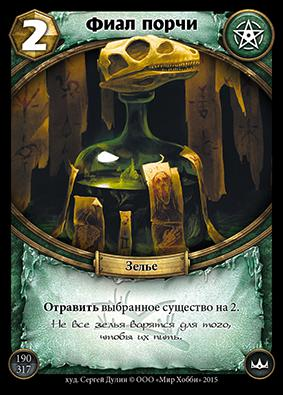 2
Фиал порчи
Зелье
Отравить выбранное существо на 2.
Не все зелья варятся для того,
чтобы их пить.
190
317
худ. Сергей Дулин © ООО «Мир Хобби» 2015